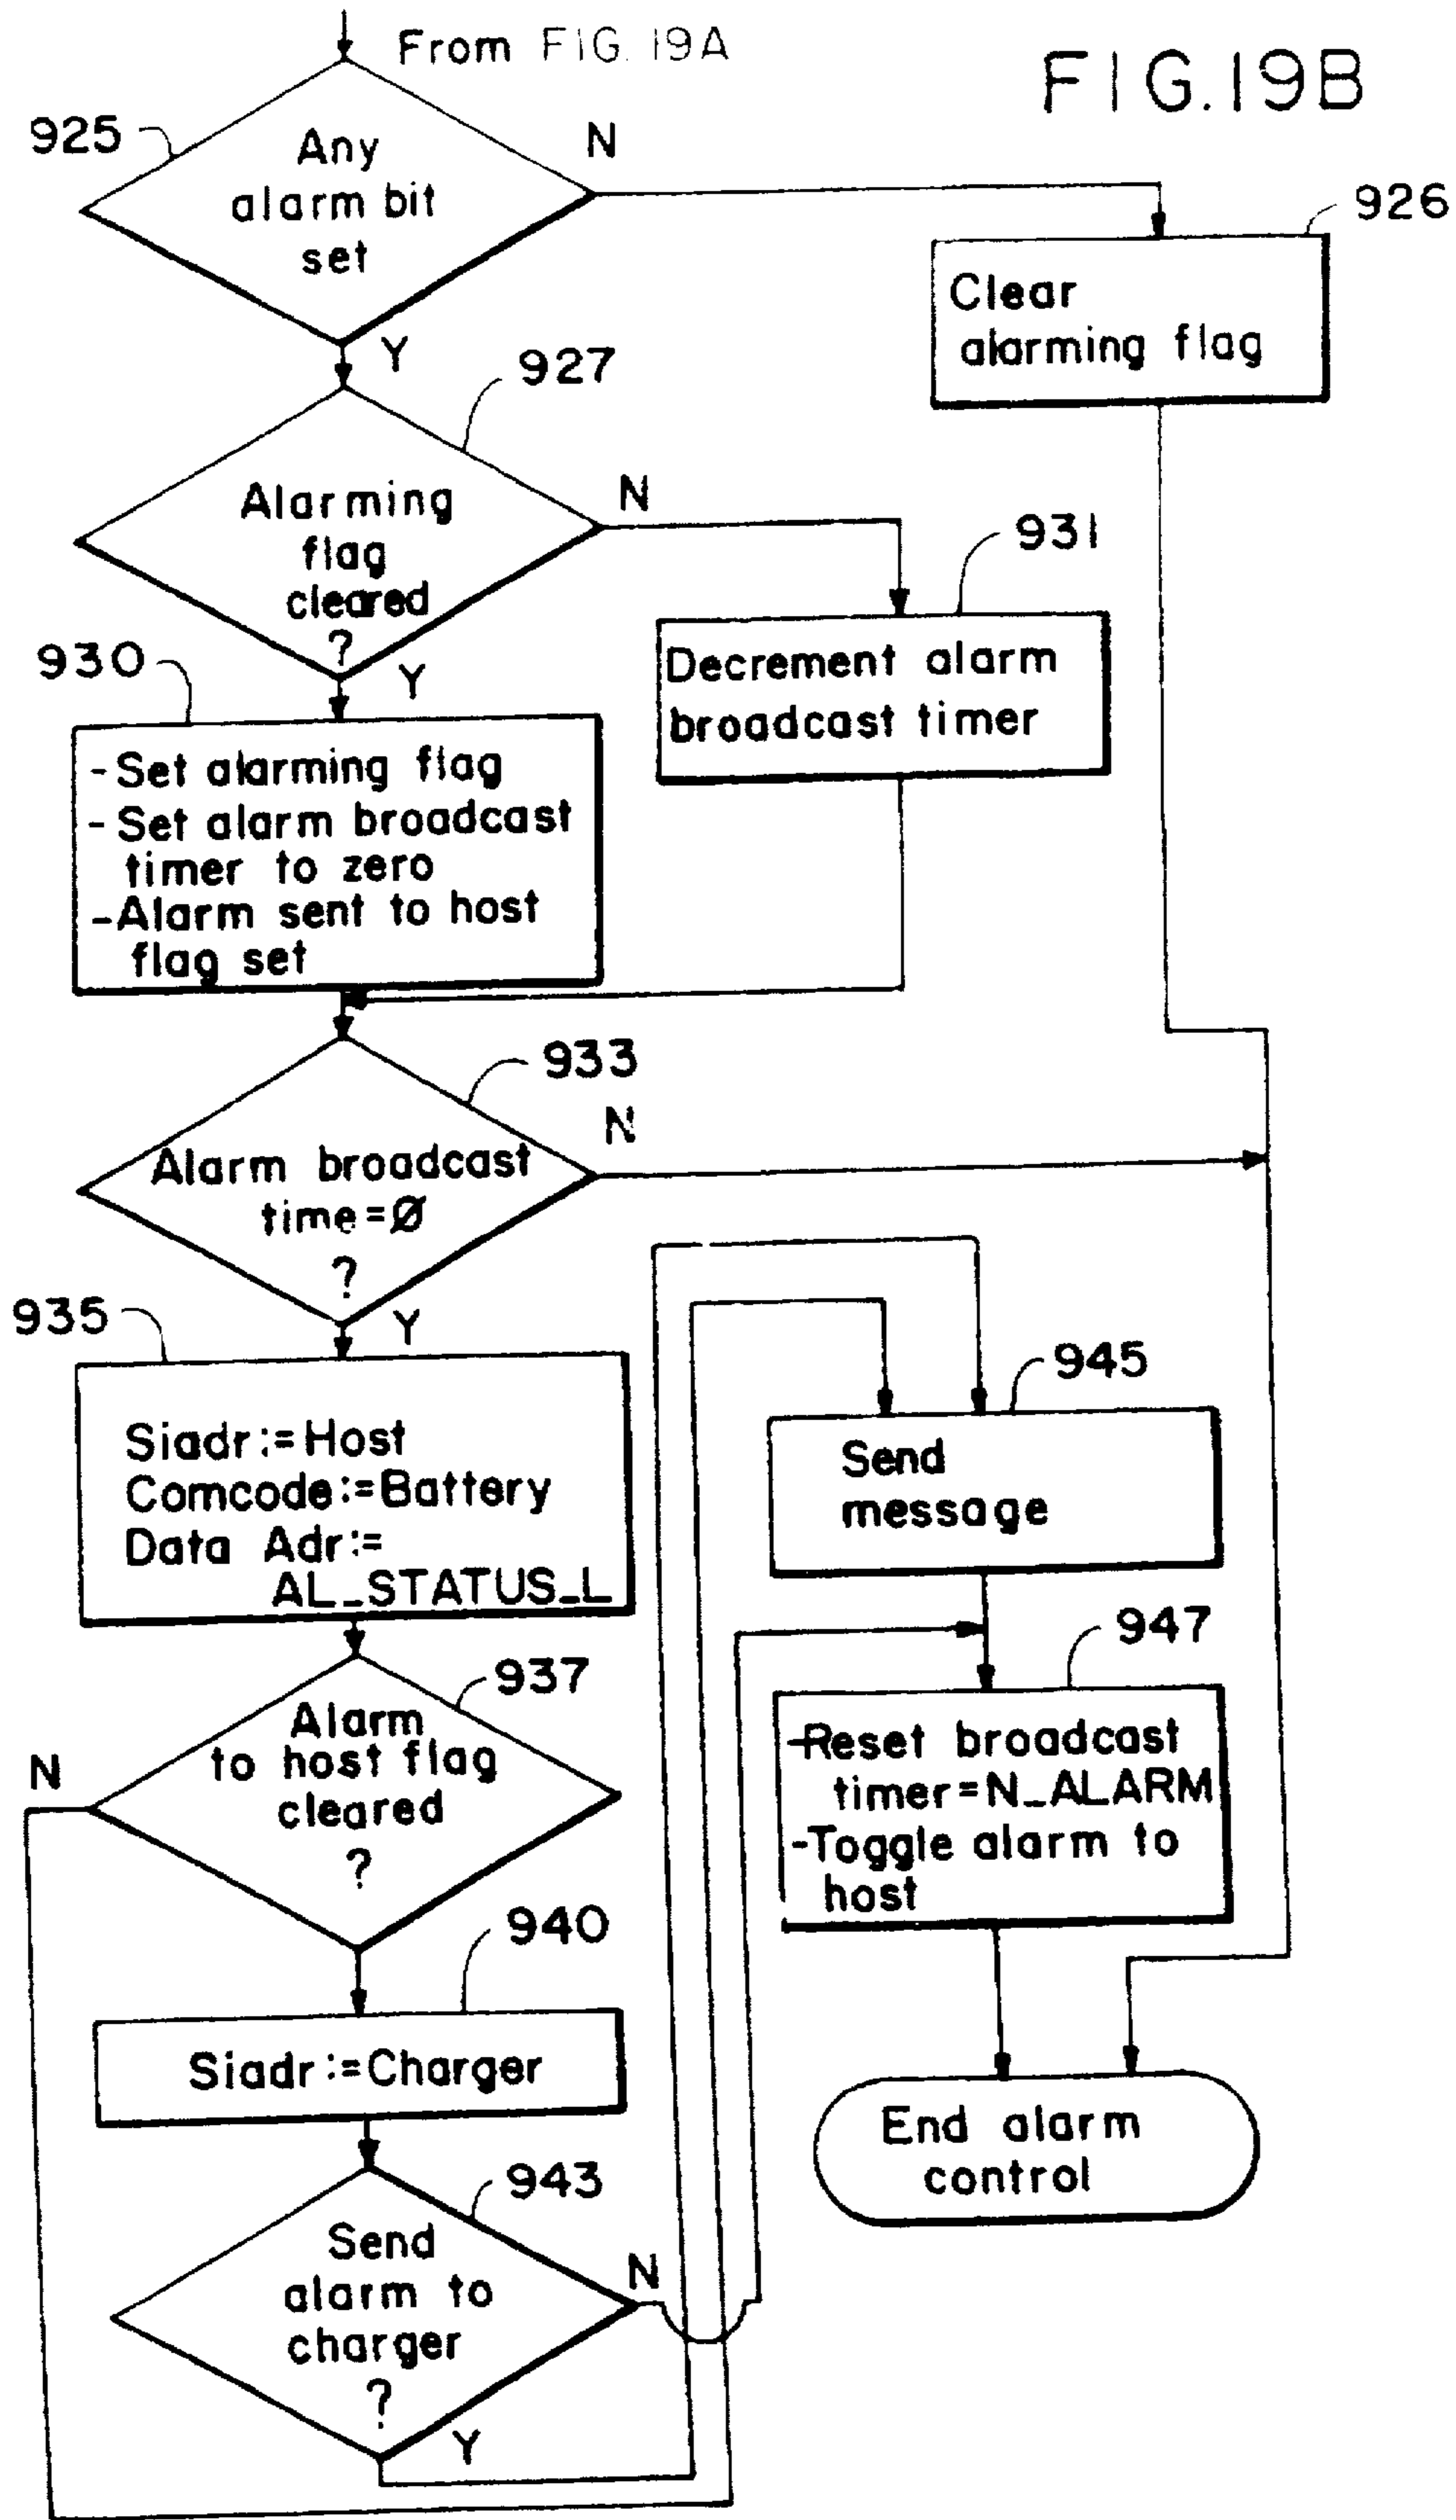 From FIG. 19A
FIG. 19B
925
Any
alarm bit
set
N
Y
926
Clear
alarming flag
927
Alarming
flag
cleared
?
N
Y
931
Decrement alarm
broadcast timer
930
-Set alarming flag
-Set alarm broadcast
timer to zero
-Alarm sent to host
flag set
933
Alarm broadcast
time=Ø
?
N
Y
935
Siadr:=Host
Comcode:=Battery
Data Adr:=
AL_STATUS_L
937
Alarm
to host flag
cleared
?
N
940
Siadr:=Charger
943
Send
alarm to
charger
?
N
Y
945
Send
message
947
-Reset broadcast
timer=N_ALARM
-Toggle alarm to
host
End alarm
control